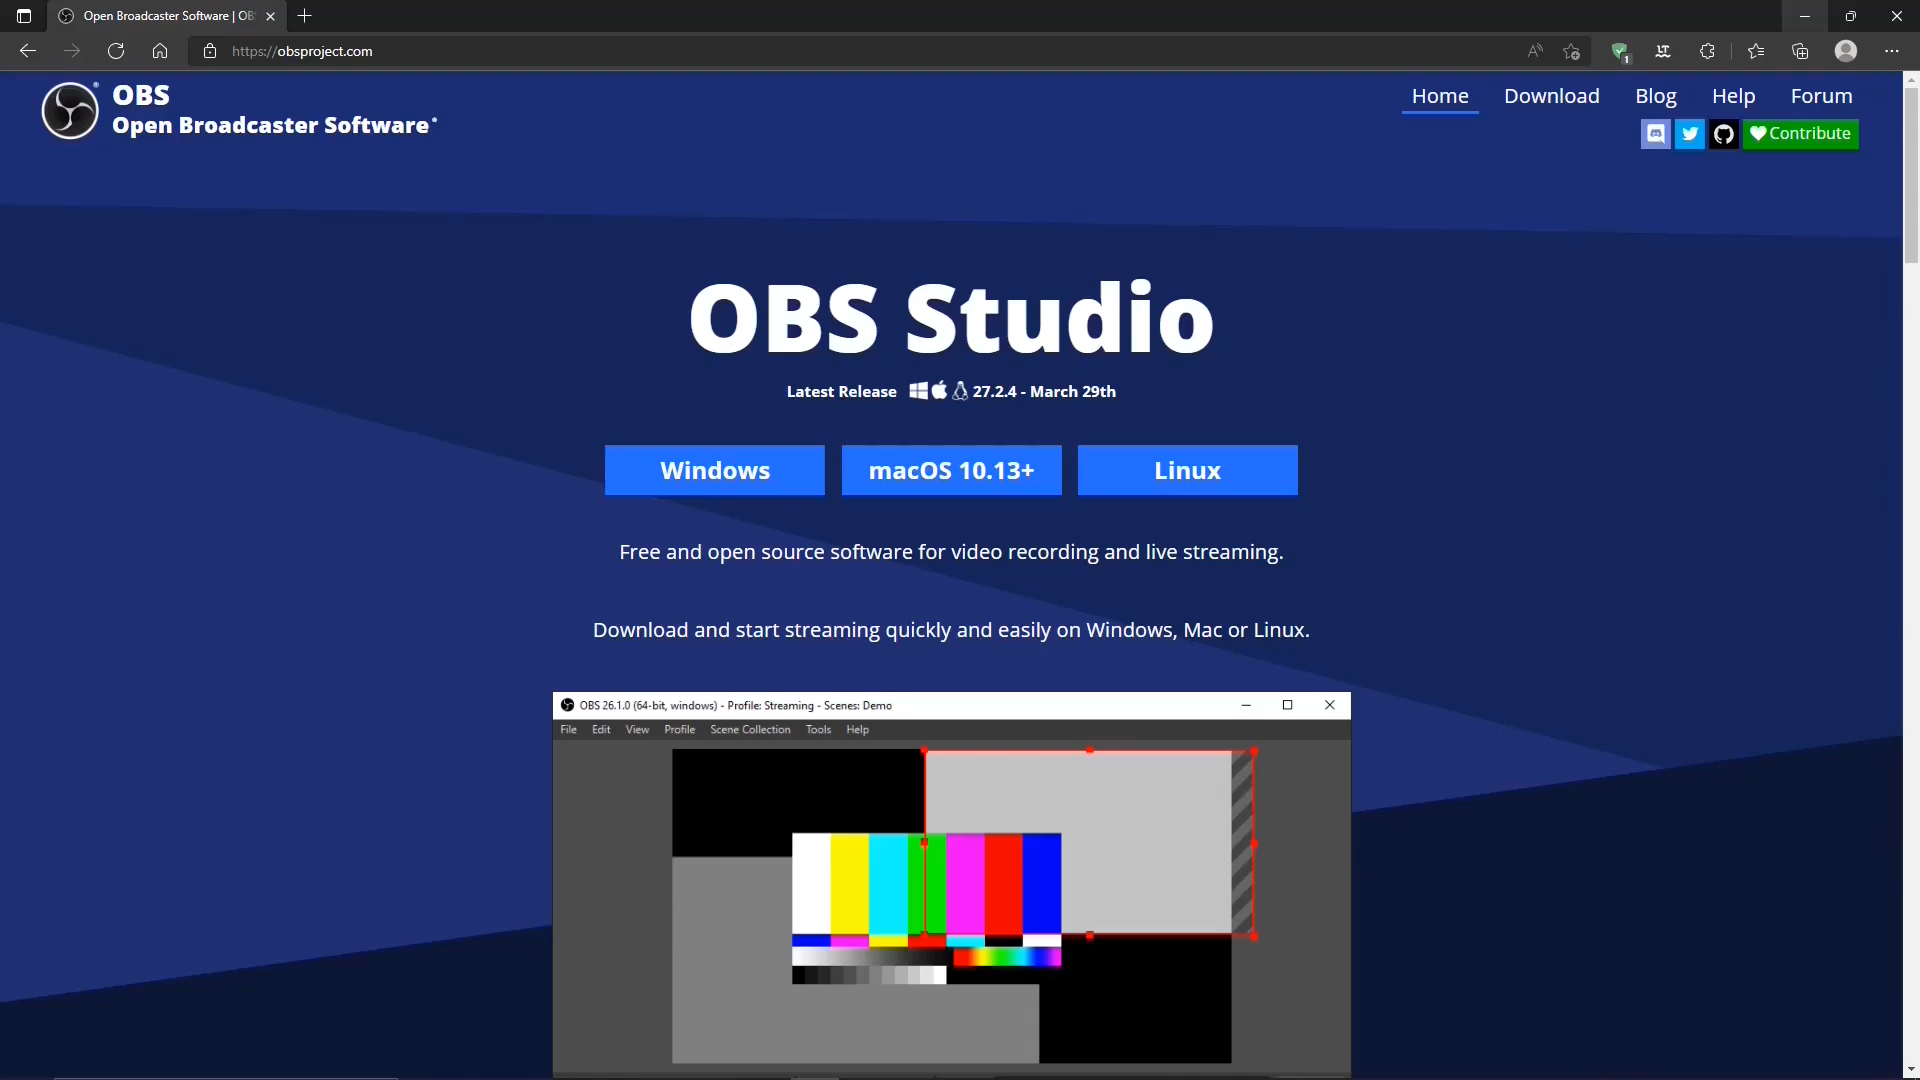 Open Broadcaster Software | OB
https://obsproject.com
1
OBS
Open Broadcaster Software
Home Download Blog Help Forum
Contribute
OBS Studio
Latest Release 27.2.4 - March 29th
Windows macOS 10.13+ Linux
Free and open source software for video recording and live streaming.
Download and start streaming quickly and easily on Windows, Mac or Linux.
OBS 26.1.0 (64-bit, windows) - Profile: Streaming - Scenes: Demo
File Edit View Profile Scene Collection Tools Help